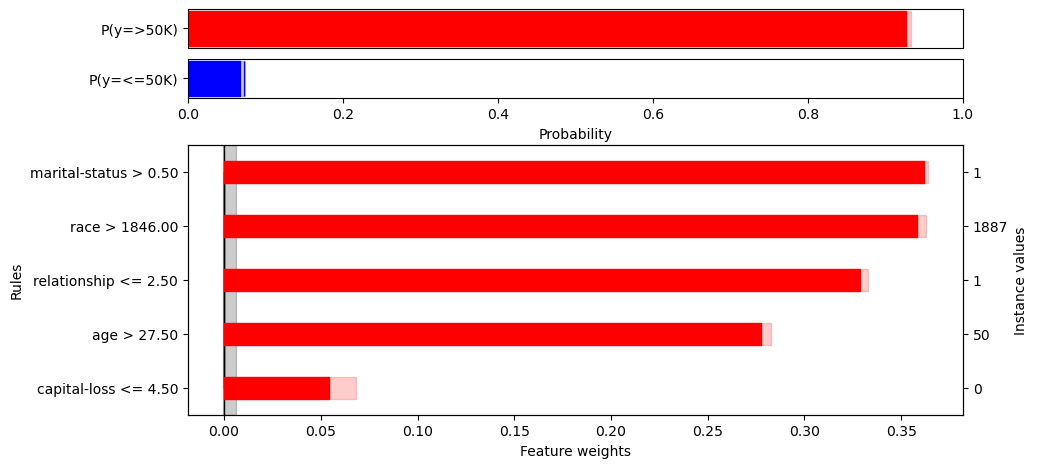 P(y=>50K)
P(y=<=50K)
0.0 0.2 0.4 0.6 0.8 1.0
Probability
marital-status > 0.50 1
race > 1846.00 1887
relationship <= 2.50 1
age > 27.50 50
capital-loss <= 4.50 0
Rules
Instance values
0.00 0.05 0.10 0.15 0.20 0.25 0.30 0.35
Feature weights